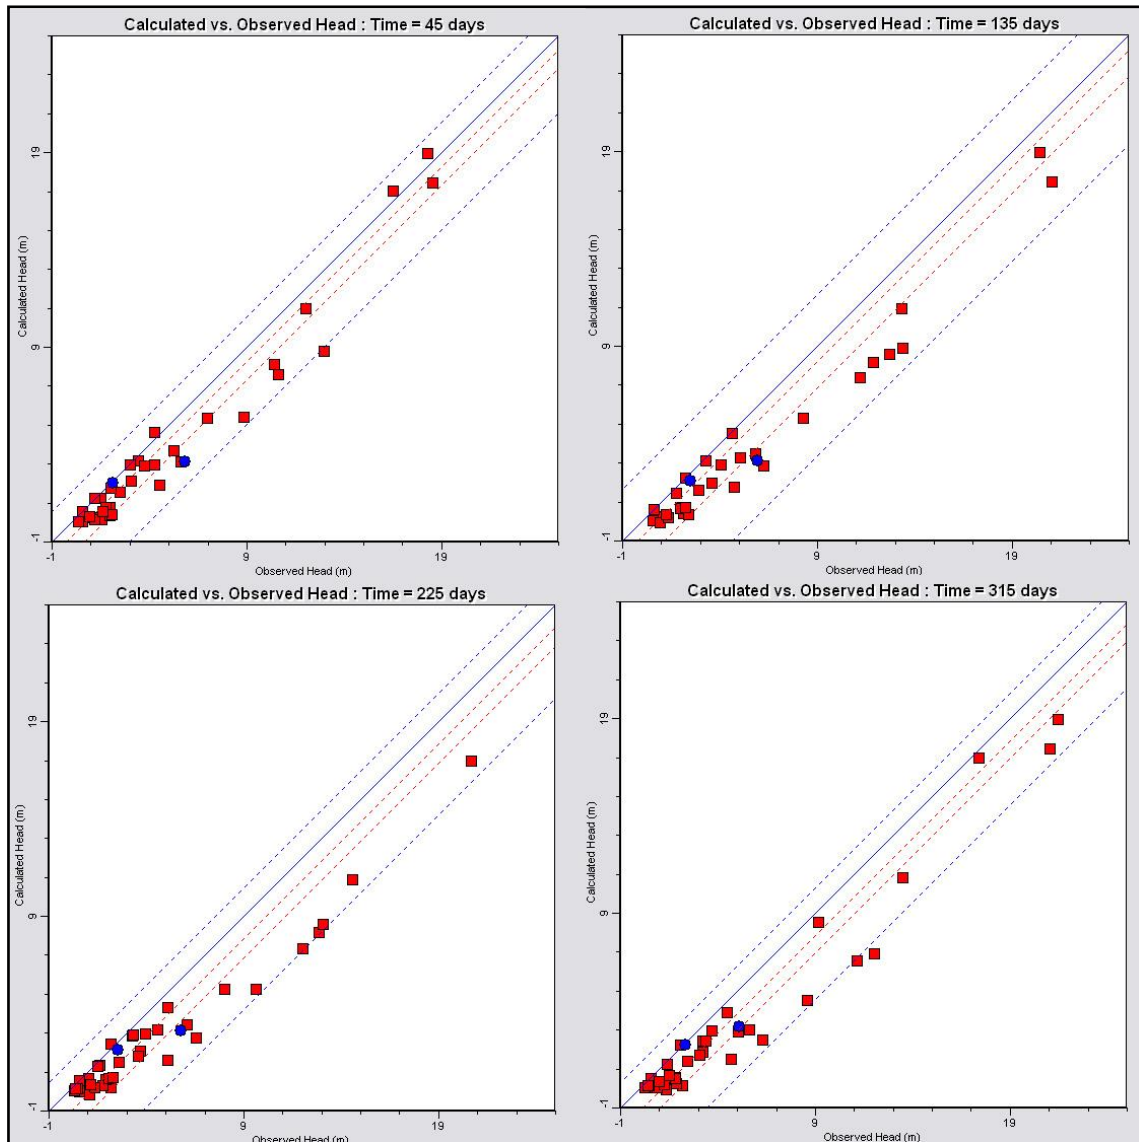 Calculated vs. Observed Head : Time = 45 days
19
Calculated Head (m)
9
-1
-1
9
19
Observed Head (m)
Calculated vs. Observed Head : Time = 135 days
19
Calculated Head (m)
9
-1
-1
9
19
Observed Head (m)
Calculated vs. Observed Head : Time = 225 days
19
Calculated Head (m)
9
-1
-1
9
19
Observed Head (m)
Calculated vs. Observed Head : Time = 315 days
19
Calculated Head (m)
9
-1
-1
9
19
Observed Head (m)